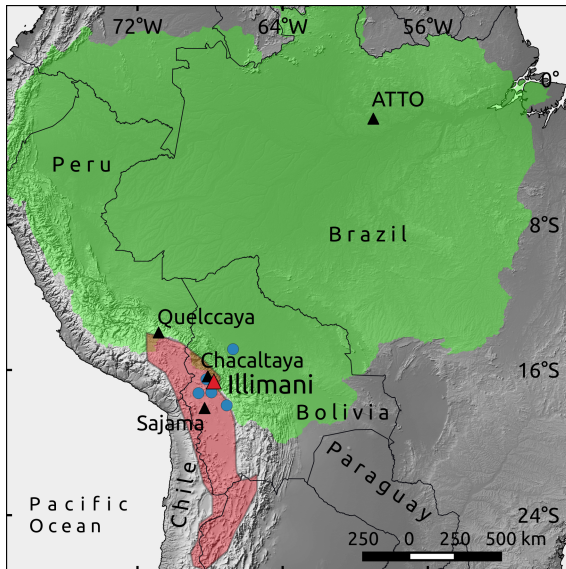 72°W 64°W 56°W
0°
ATTO
Peru
Brazil
8°S
Quelccaya
Chacaltaya
16°S
Illimani
Sajama
Bolivia
Chile
Paraguay
Pacific
Ocean
24°S
250 0 250 500 km